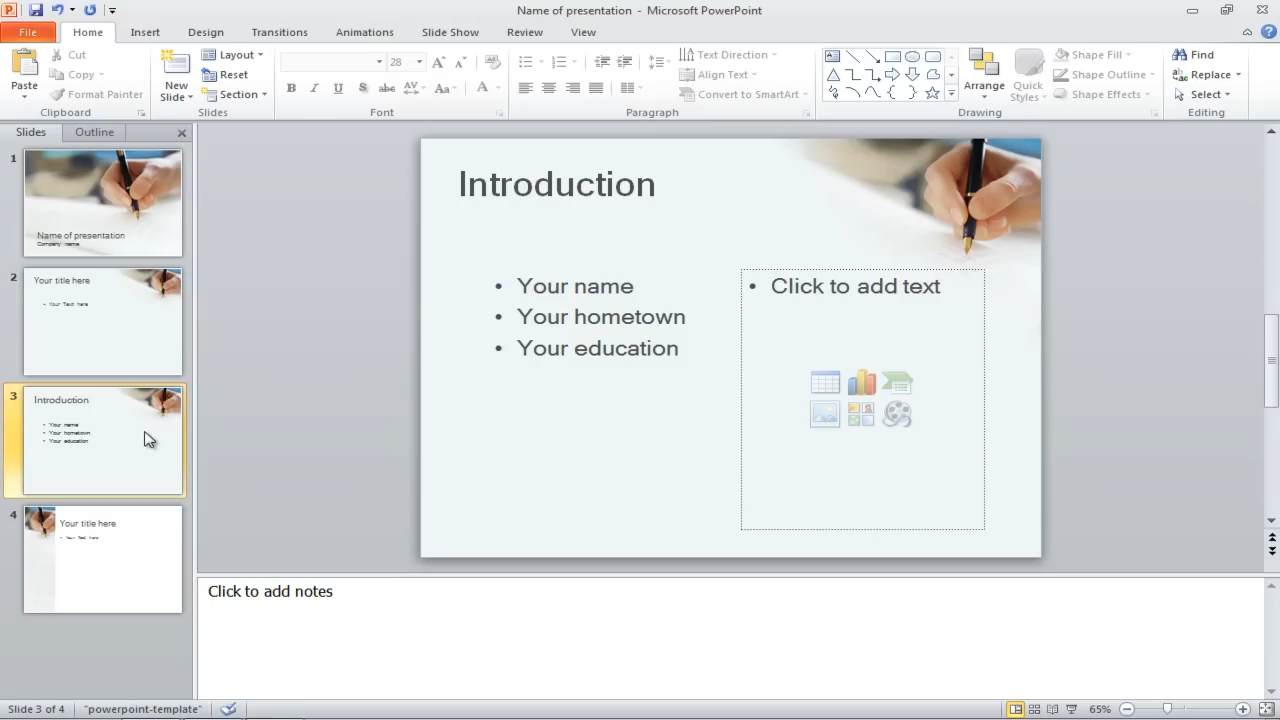 Name of presentation - Microsoft PowerPoint
File Home Insert Design Transitions Animations Slide Show Review View
Paste
Cut
Copy
Format Painter
Clipboard
New Slide
Layout
Reset
Section
Slides
28
Font
Text Direction
Align Text
Convert to SmartArt
Paragraph
Arrange
Quick Styles
Shape Fill
Shape Outline
Shape Effects
Drawing
Find
Replace
Select
Editing
Slides Outline
1
Name of presentation
Company name
2
Your title here
• Your Text here
3
Introduction
• Your name
• Your hometown
• Your education
4
Your title here
• Your Text here
Introduction
• Your name
• Your hometown
• Your education
• Click to add text
Click to add notes
Slide 3 of 4 "powerpoint-template" 65%